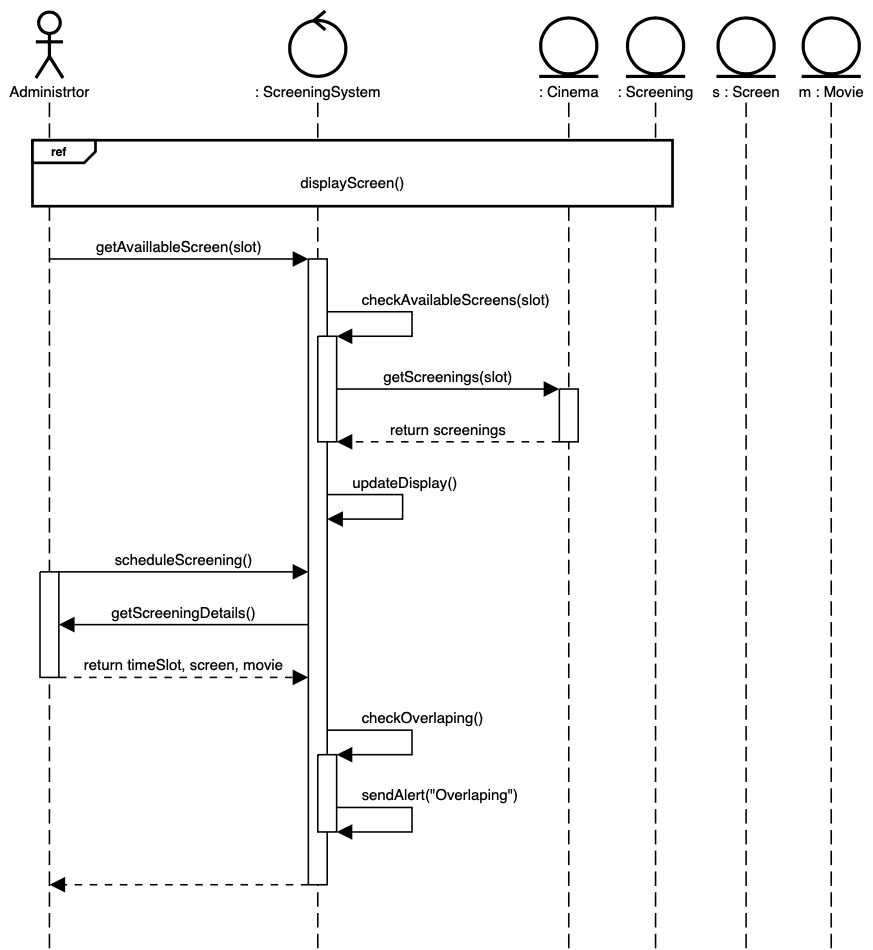 Administrtor
: ScreeningSystem
: Cinema
: Screening
s : Screen
m : Movie
ref
displayScreen()
getAvaillableScreen(slot)
checkAvailableScreens(slot)
getScreenings(slot)
return screenings
updateDisplay()
scheduleScreening()
getScreeningDetails()
return timeSlot, screen, movie
checkOverlaping()
sendAlert("Overlaping")